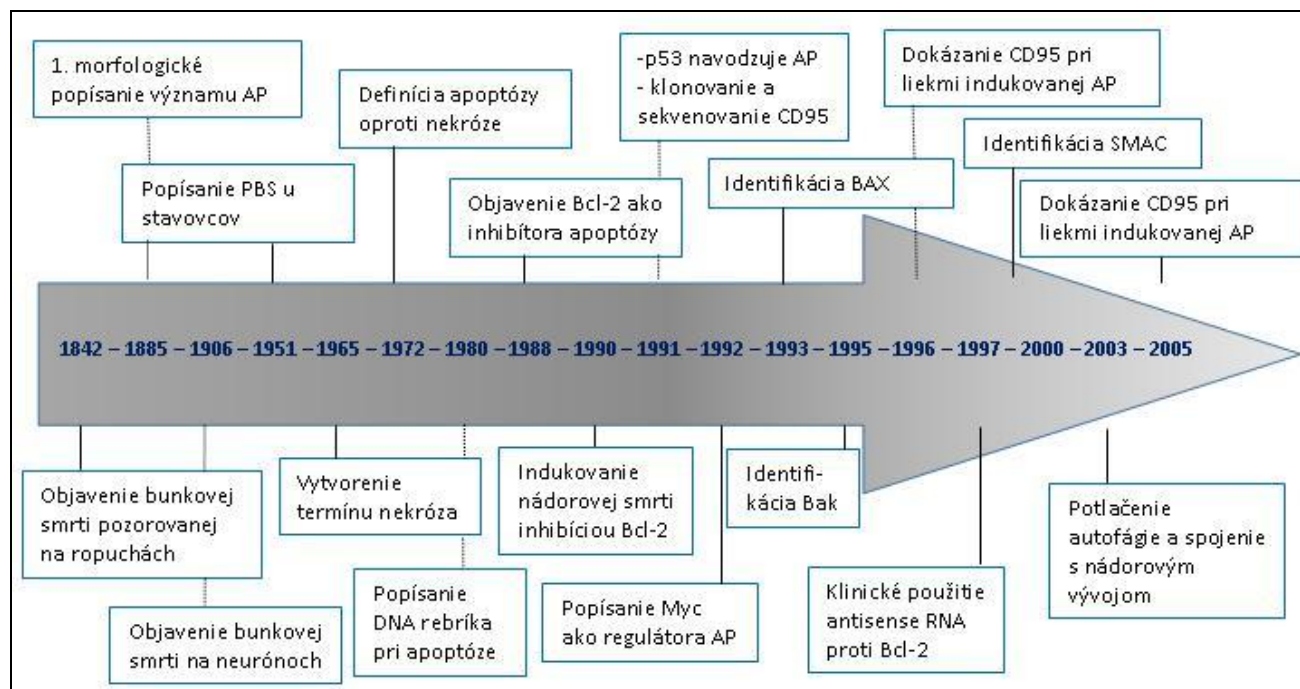 1. morfologické
popísanie významu AP
Popísanie PBS u
stavovcov
Definícia apoptózy
oproti nekróze
Objavenie Bcl-2 ako
inhibítora apoptózy
-p53 navodzuje AP
- klonovanie a
sekvenovanie CD95
Identifikácia BAX
Dokázanie CD95 pri
liekmi indukovanej AP
Identifikácia SMAC
Dokázanie CD95 pri
liekmi indukovanej AP
1842 – 1885 – 1906 – 1951 – 1965 – 1972 – 1980 – 1988 – 1990 – 1991 – 1992 – 1993 – 1995 – 1996 – 1997 – 2000 – 2003 – 2005
Objavenie bunkovej
smrti pozorovanej
na ropuchách
Objavenie bunkovej
smrti na neurónoch
Vytvorenie
termínu nekróza
Popísanie
DNA rebríka
pri apoptóze
Indukovanie
nádorovej smrti
inhibíciou Bcl-2
Popísanie Myc
ako regulátora AP
Identifi-
kácia Bak
Klinické použitie
antisense RNA
proti Bcl-2
Potlačenie
autofágie a spojenie
s nádorovým
vývojom